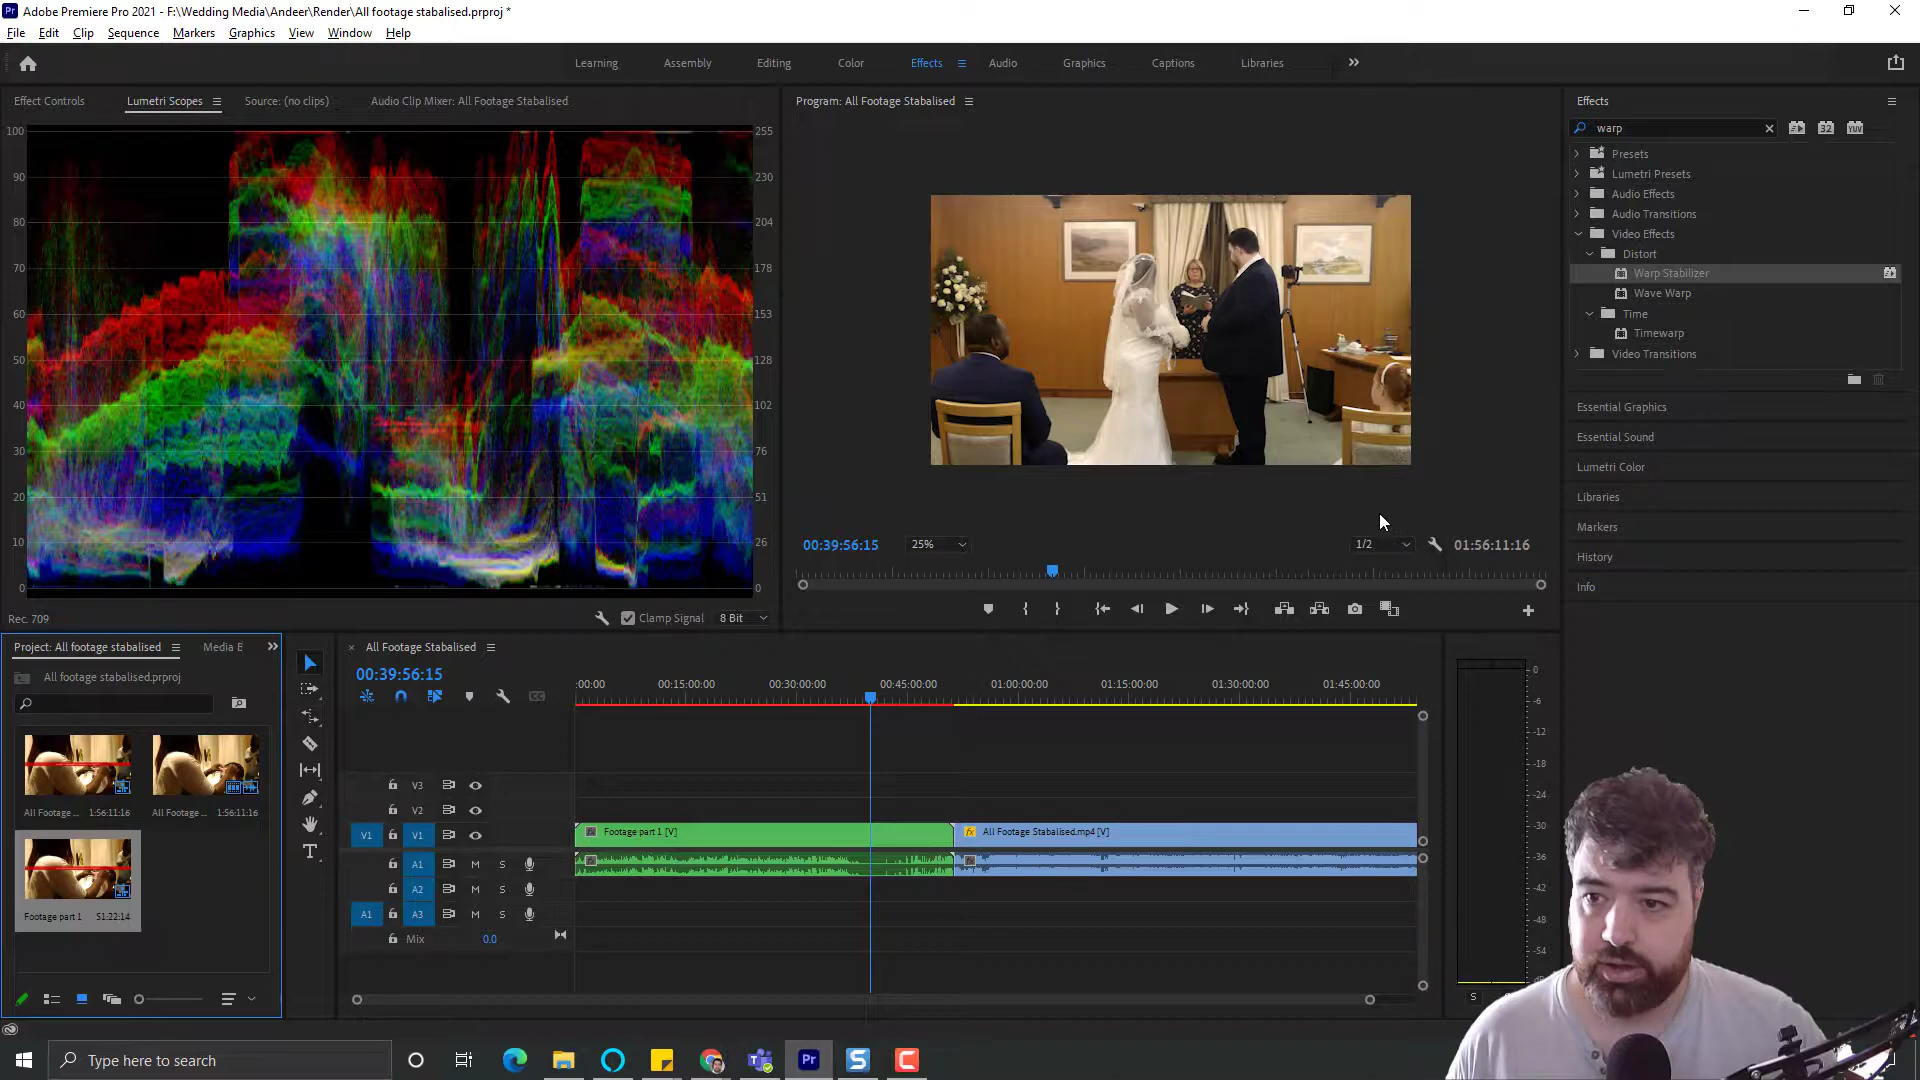 Pr Adobe Premiere Pro 2021 - F:\Wedding Media\Andeer\Render\All footage stabalised.prproj *
File Edit Clip Sequence Markers Graphics View Window Help
Learning Assembly Editing Color Effects Audio Graphics Captions Libraries
Effect Controls Lumetri Scopes Source: (no clips) Audio Clip Mixer: All Footage Stabalised
Program: All Footage Stabalised
Effects
100 255
90 230
80 204
70 178
60 153
50 128
40 102
30 76
20 51
10 26
0 0
Rec. 709 Clamp Signal 8 Bit
00:39:56:15 25% 1/2 01:56:11:16
warp
32 YUV
Presets
Lumetri Presets
Audio Effects
Audio Transitions
Video Effects
Distort
Warp Stabilizer
Wave Warp
Time
Timewarp
Video Transitions
Essential Graphics
Essential Sound
Lumetri Color
Libraries
Markers
History
Info
Project: All footage stabalised Media B
All footage stabalised.prproj
All Footage ... 1:56:11:16 All Footage ... 1:56:11:16
Footage part 1 S1:22:14
All Footage Stabalised
00:39:56:15
:00:00 00:15:00:00 00:30:00:00 00:45:00:00 01:00:00:00 01:15:00:00 01:30:00:00 01:45:00:00
V3
V2
V1 V1 fx Footage part 1 [V] fx All Footage Stabalised.mp4 [V]
A1 M S
A2 M S
A1 A3 M S
Mix 0.0
0
-6
-12
-18
-24
-30
-36
-42
-48
-54
S
Type here to search
Pr S C